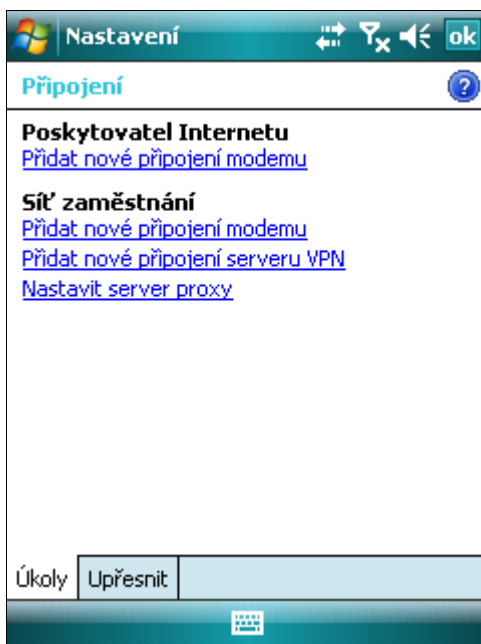 Nastavení
ok
Připojení
?
Poskytovatel Internetu
Přidat nové připojení modemu
Síť zaměstnání
Přidat nové připojení modemu
Přidat nové připojení serveru VPN
Nastavit server proxy
Úkoly Upřesnit